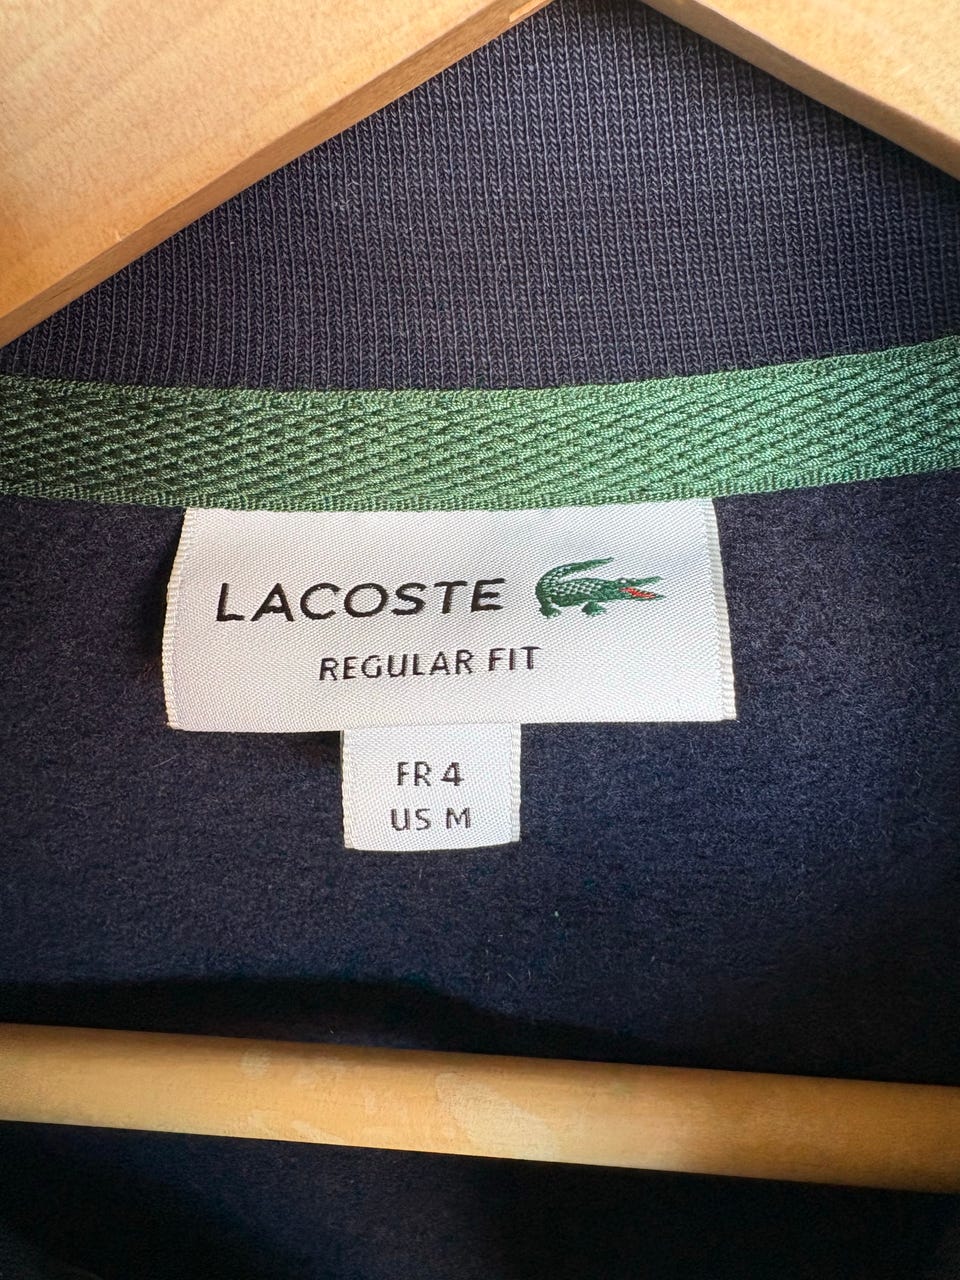 LACOSTE
REGULAR FIT
FR 4
US M